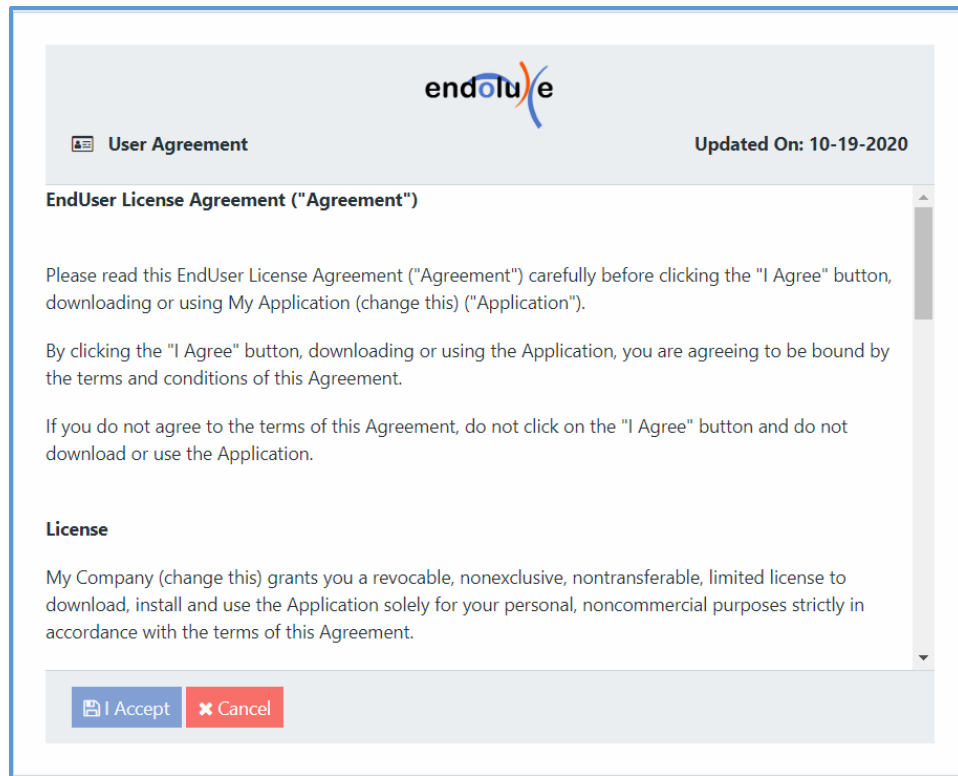 endoluxe
User Agreement
Updated On: 10-19-2020
EndUser License Agreement ("Agreement")
Please read this EndUser License Agreement ("Agreement") carefully before clicking the "I Agree" button,
downloading or using My Application (change this) ("Application").
By clicking the "I Agree" button, downloading or using the Application, you are agreeing to be bound by
the terms and conditions of this Agreement.
If you do not agree to the terms of this Agreement, do not click on the "I Agree" button and do not
download or use the Application.
License
My Company (change this) grants you a revocable, nonexclusive, nontransferable, limited license to
download, install and use the Application solely for your personal, noncommercial purposes strictly in
accordance with the terms of this Agreement.
I Accept
Cancel